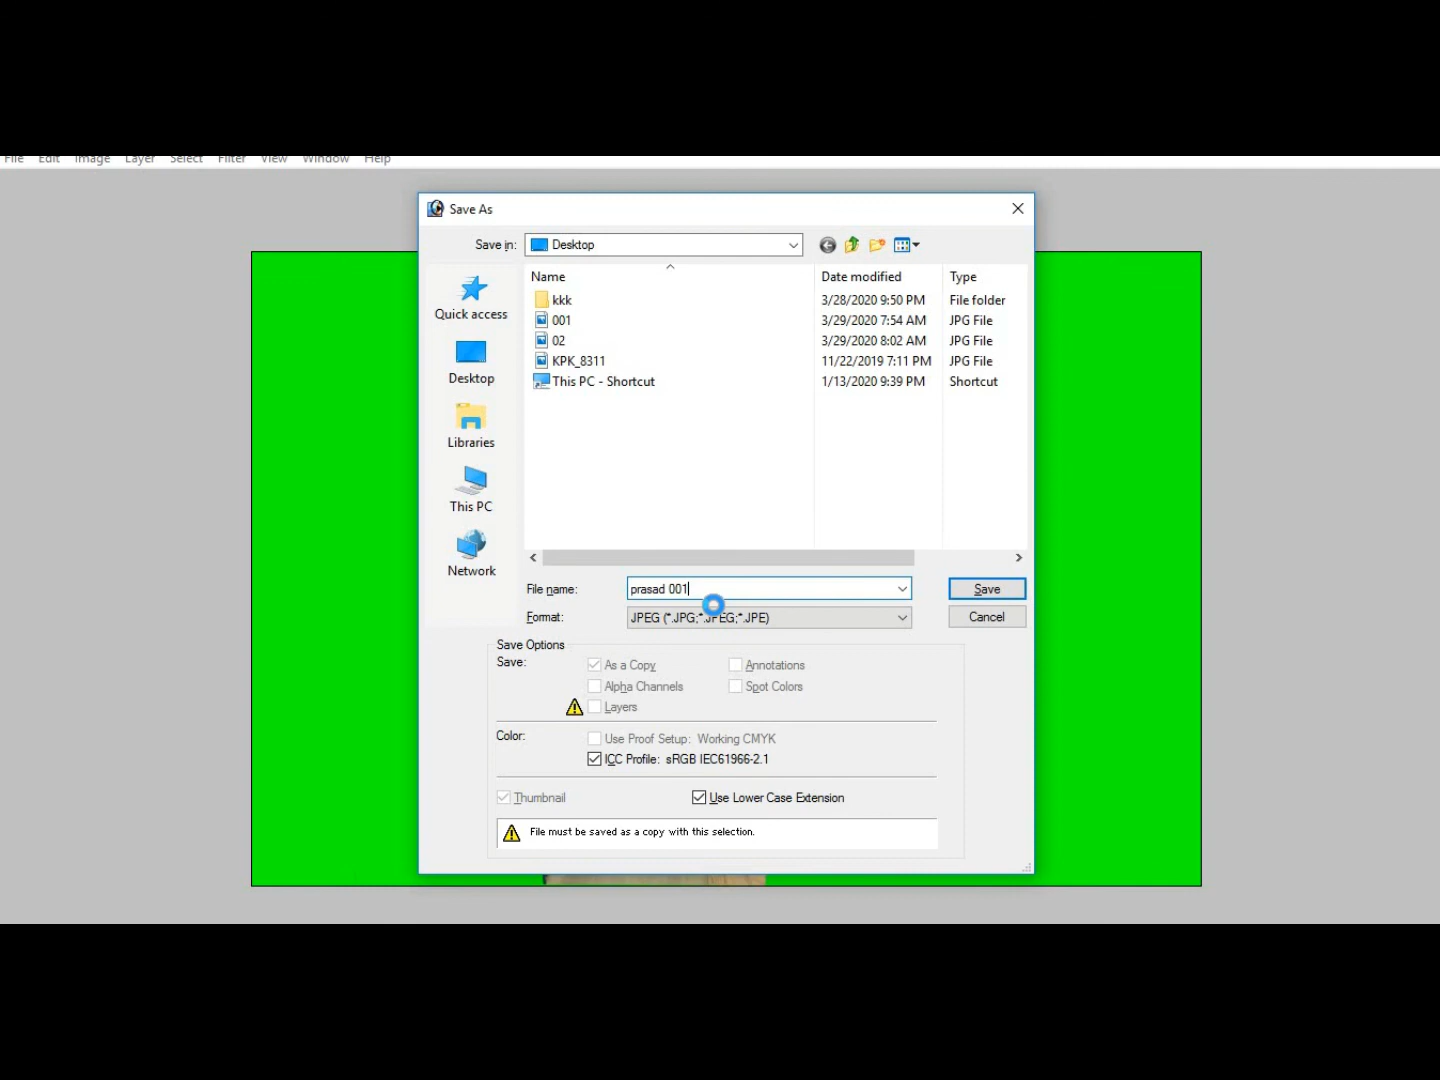 File Edit Image Layer Select Filter View Window Help
Save As
Save in: Desktop
Name Date modified Type
kkk 3/28/2020 9:50 PM File folder
001 3/29/2020 7:54 AM JPG File
02 3/29/2020 8:02 AM JPG File
KPK_8311 11/22/2019 7:11 PM JPG File
This PC - Shortcut 1/13/2020 9:39 PM Shortcut
Quick access
Desktop
Libraries
This PC
Network
File name: prasad 001 Save
Format: JPEG (*.JPG;*.JPEG;*.JPE) Cancel
Save Options
Save: As a Copy Annotations
Alpha Channels Spot Colors
Layers
Color: Use Proof Setup: Working CMYK
ICC Profile: sRGB IEC61966-2.1
Thumbnail Use Lower Case Extension
File must be saved as a copy with this selection.